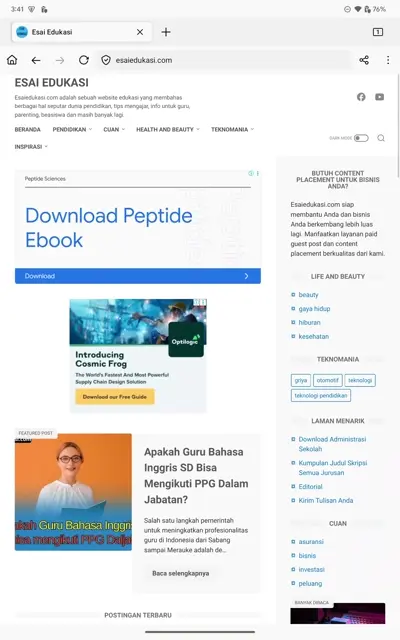 3:41
76%
Esai Edukasi
1
esaiedukasi.com
ESAI EDUKASI
Esaiedukasi.com adalah sebuah website edukasi yang membahas
berbagai hal seputar dunia pendidikan, tips mengajar, info untuk guru,
parenting, beasiswa dan masih banyak lagi
BERANDA PENDIDIKAN CUAN HEALTH AND BEAUTY TEKNOMANIA
INSPIRASI
DARK MODE
Peptide Sciences
Download Peptide
Ebook
Download
Optilogic
Introducing
Cosmic Frog
The World's Fastest And Most Powerful
Supply Chain Design Solution
Download our Free Guide
FEATURED POST
Guru Bahasa Inggris
bisa mengikuti PPG Daljab
Apakah Guru Bahasa
Inggris SD Bisa
Mengikuti PPG Dalam
Jabatan?
Salah satu langkah pemerintah
untuk meningkatkan profesionalitas
guru di Indonesia dari Sabang
sampai Merauke adalah de...
Baca selengkapnya
POSTINGAN TERBARU
BUTUH CONTENT
PLACEMENT UNTUK BISNIS
ANDA?
Esaiedukasi.com siap
membantu Anda dan bisnis
Anda berkembang lebih luas
lagi. Manfaatkan layanan paid
guest post dan content
placement berkualitas dari kami.
LIFE AND BEAUTY
beauty
gaya hidup
hiburan
kesehatan
TEKNOMANIA
griya otomotif teknologi
teknologi pendidikan
LAMAN MENARIK
Download Administrasi
Sekolah
Kumpulan Judul Skripsi
Semua Jurusan
Editorial
Kirim Tulisan Anda
CUAN
asuransi
bisnis
investasi
peluang
BANYAK DIBACA